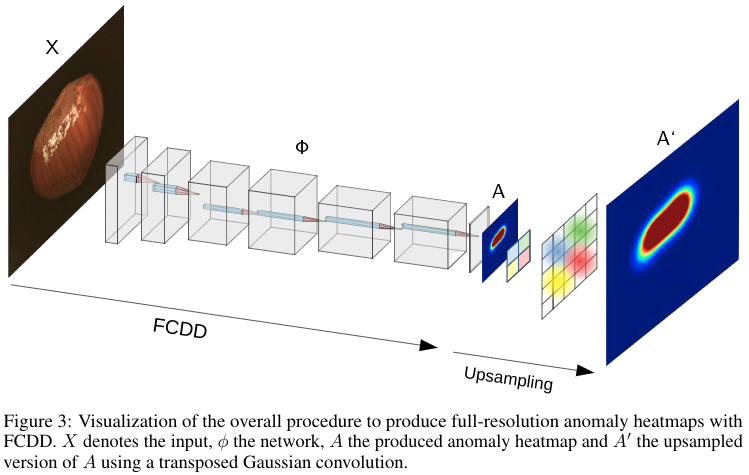 X
Φ
A
A‘
FCDD
Upsampling
Figure 3: Visualization of the overall procedure to produce full-resolution anomaly heatmaps with
FCDD. X denotes the input, ϕ the network, A the produced anomaly heatmap and A′ the upsampled
version of A using a transposed Gaussian convolution.